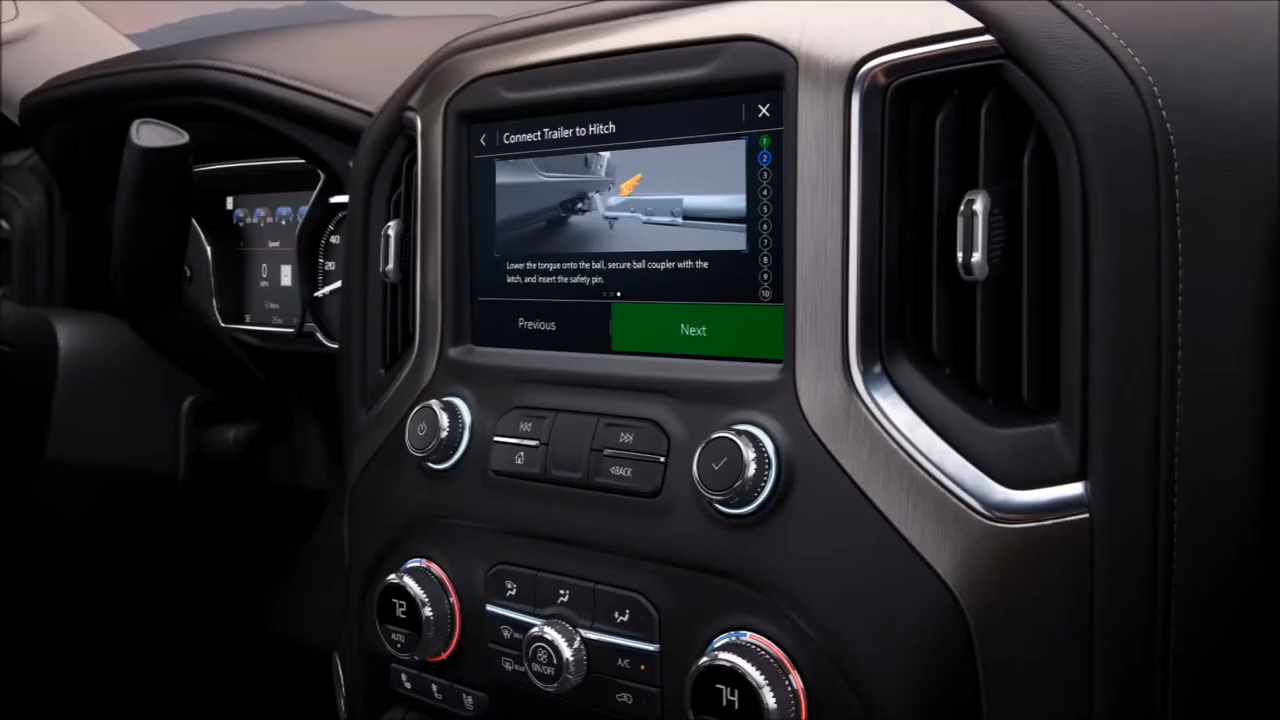 Connect Trailer to Hitch
1
2
3
4
5
6
7
8
9
10
Lower the tongue onto the ball, secure ball coupler with the
latch, and insert the safety pin.
Previous
Next
Speed
0
MPH
40
20
BACK
72
AUTO
ON/OFF
A/C
74